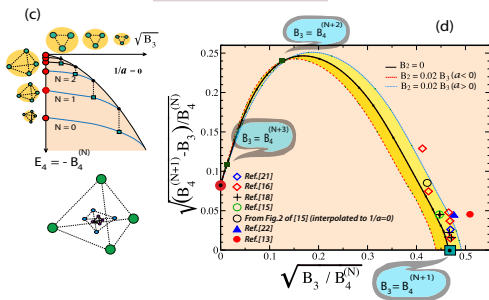 (c)
√B₃
1/a = 0
N = 2
N = 1
N = 0
E₄ = - B₄^(N)
(d)
B₃ = B₄^(N+2)
B₂ = 0
B₂ = 0.02 B₃ (a < 0)
B₂ = 0.02 B₃ (a > 0)
√(B₄^(N+1) - B₃) / B₄^(N)
0.25
0.2
0.15
0.1
0.05
0
B₃ = B₄^(N+3)
Ref.[21]
Ref.[16]
Ref.[18]
Ref.[15]
From Fig.2 of [15] (interpolated to 1/a=0)
Ref.[22]
Ref.[13]
0 0.1 0.2 0.3 0.4 0.5
√B₃ / B₄^(N)
B₃ = B₄^(N+1)